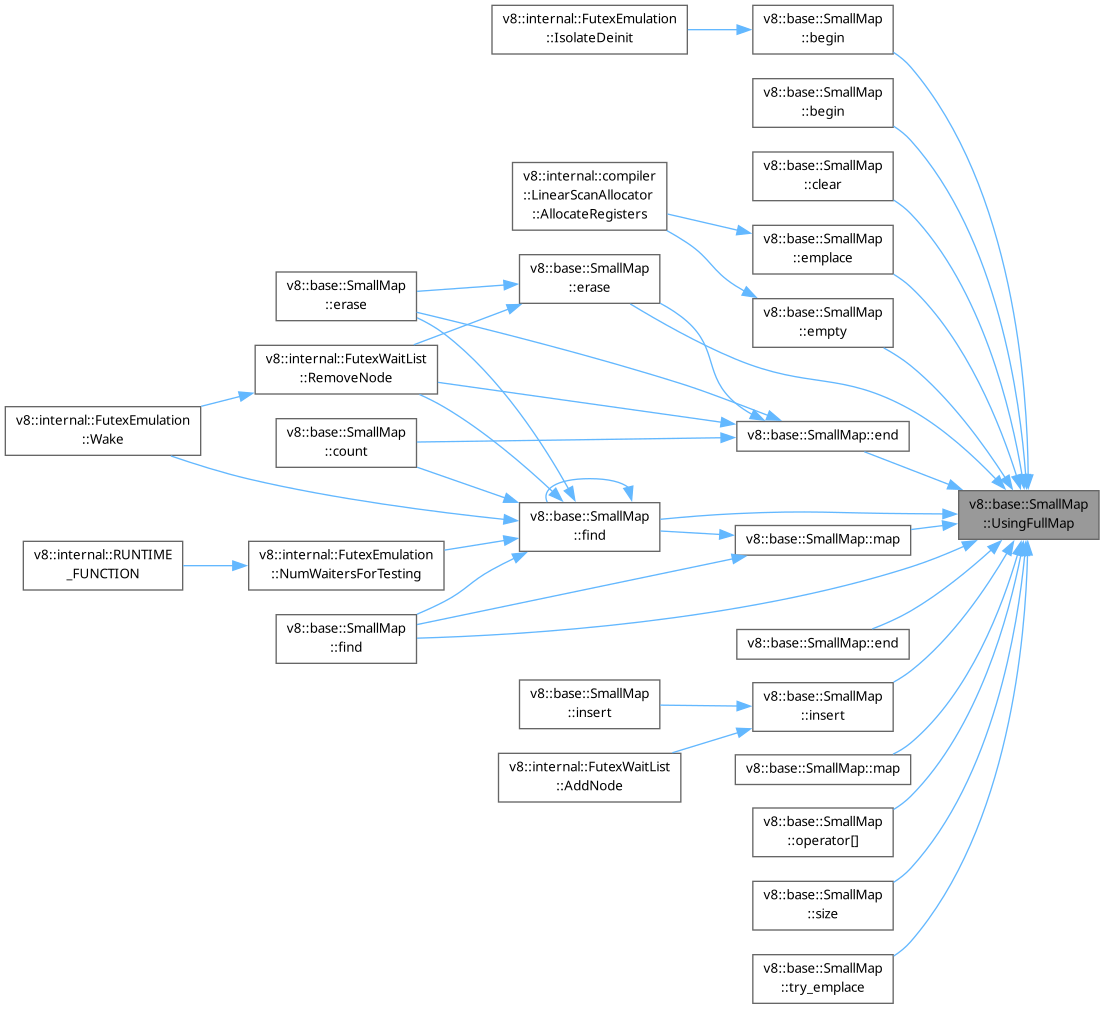 v8::internal::FutexEmulation
::IsolateDeinit
v8::base::SmallMap
::begin
v8::base::SmallMap
::begin
v8::base::SmallMap
::clear
v8::internal::compiler
::LinearScanAllocator
::AllocateRegisters
v8::base::SmallMap
::emplace
v8::base::SmallMap
::erase
v8::base::SmallMap
::erase
v8::base::SmallMap
::empty
v8::internal::FutexWaitList
::RemoveNode
v8::internal::FutexEmulation
::Wake
v8::base::SmallMap
::count
v8::base::SmallMap::end
v8::base::SmallMap
::UsingFullMap
v8::base::SmallMap
::find
v8::base::SmallMap::map
v8::internal::RUNTIME
_FUNCTION
v8::internal::FutexEmulation
::NumWaitersForTesting
v8::base::SmallMap
::find
v8::base::SmallMap::end
v8::base::SmallMap
::insert
v8::base::SmallMap
::insert
v8::internal::FutexWaitList
::AddNode
v8::base::SmallMap::map
v8::base::SmallMap
::operator[]
v8::base::SmallMap
::size
v8::base::SmallMap
::try_emplace